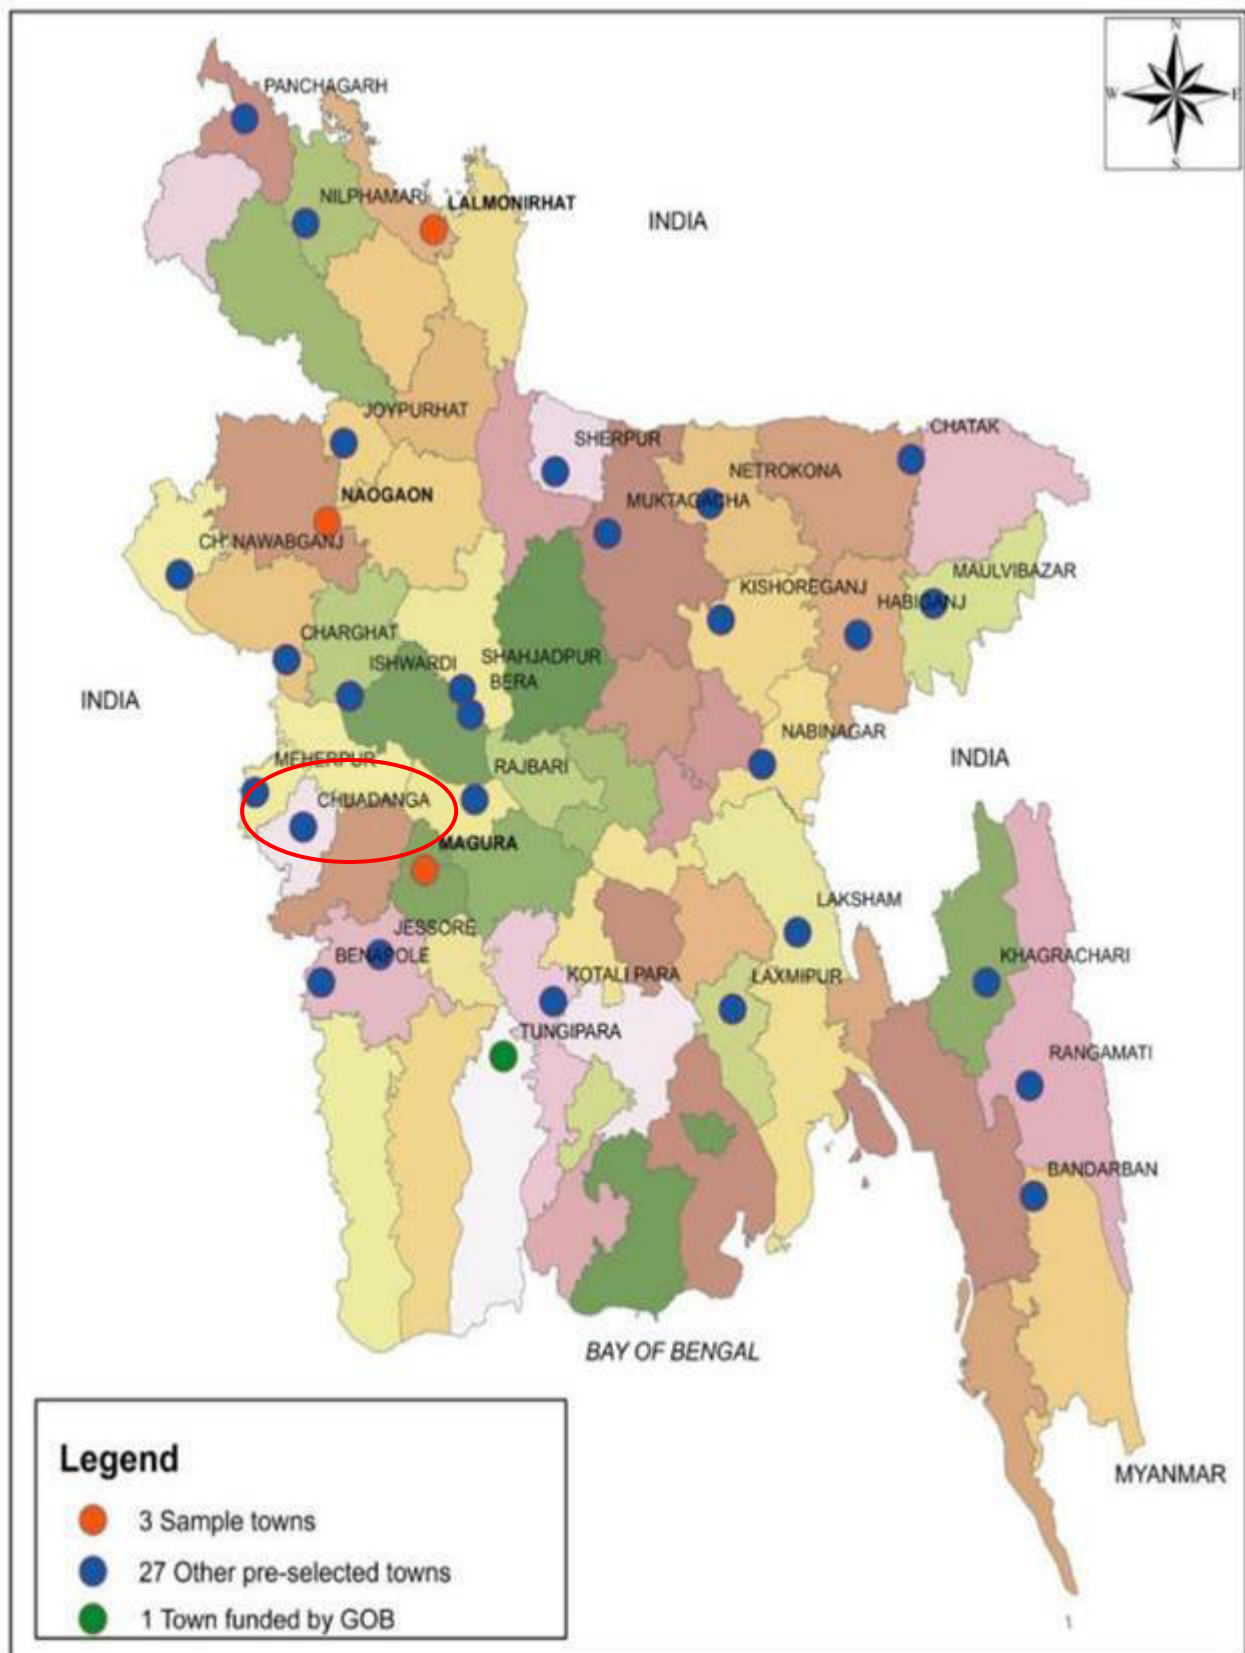 N
W E
S
PANCHAGARH
NILPHAMARI
LALMONIRHAT
INDIA
JOYPURHAT
SHERPUR
CHATAK
NETROKONA
NAOGAON
MUKTAGACHA
CH: NAWABGANJ
MAULVIBAZAR
KISHOREGANJ
HABIGANJ
CHARGHAT
ISHWARDI
SHAHJADPUR
BERA
INDIA
NABINAGAR
INDIA
MEHERPUR
RAJBARI
CHUADANGA
MAGURA
LAKSHAM
JESSORE
BENAPOLE
KHAGRACHARI
KOTALI PARA
LAXMIPUR
TUNGIPARA
RANGAMATI
BANDARBAN
BAY OF BENGAL
MYANMAR
Legend
3 Sample towns
27 Other pre-selected towns
1 Town funded by GOB
1